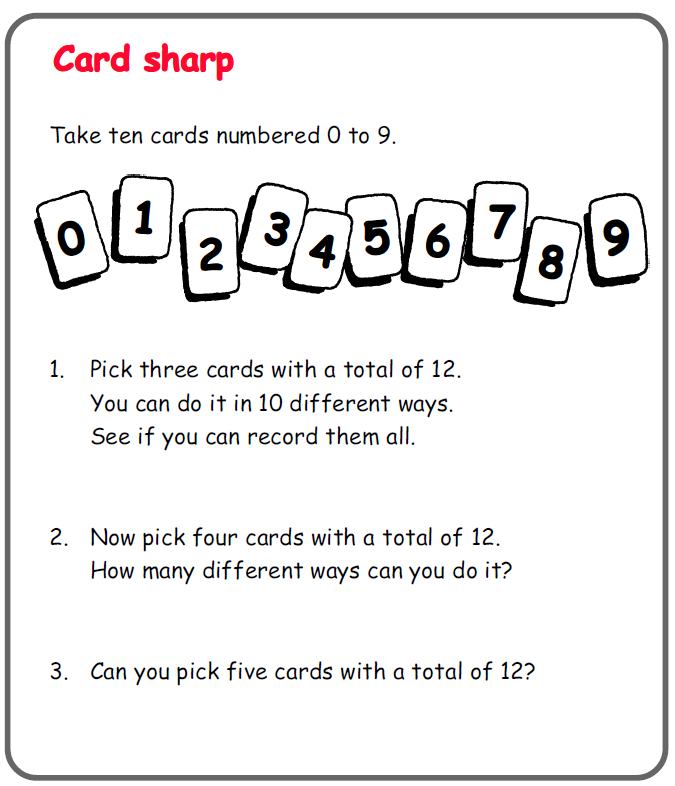 Card sharp
Take ten cards numbered 0 to 9.
0 1 2 3 4 5 6 7 8 9
1. Pick three cards with a total of 12.
You can do it in 10 different ways.
See if you can record them all.
2. Now pick four cards with a total of 12.
How many different ways can you do it?
3. Can you pick five cards with a total of 12?